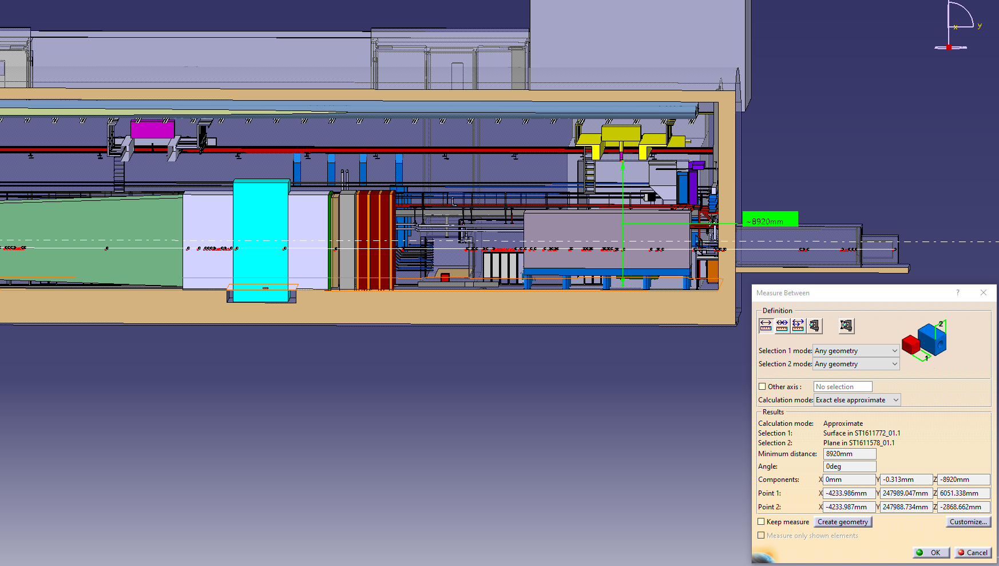 x
y
~8920mm
Measure Between
?
Definition
2
1
Selection 1 mode: Any geometry
Selection 2 mode: Any geometry
Other axis : No selection
Calculation mode: Exact else approximate
Results
Calculation mode: Approximate
Selection 1: Surface in ST1611772_01.1
Selection 2: Plane in ST1611578_01.1
Minimum distance: 8920mm
Angle: 0deg
Components: X 0mm Y -0.313mm Z -8920mm
Point 1: X -4233.986mm Y 247989.047mm Z 6051.338mm
Point 2: X -4233.987mm Y 247988.734mm Z -2868.662mm
Keep measure Create geometry Customize...
Measure only shown elements
OK Cancel